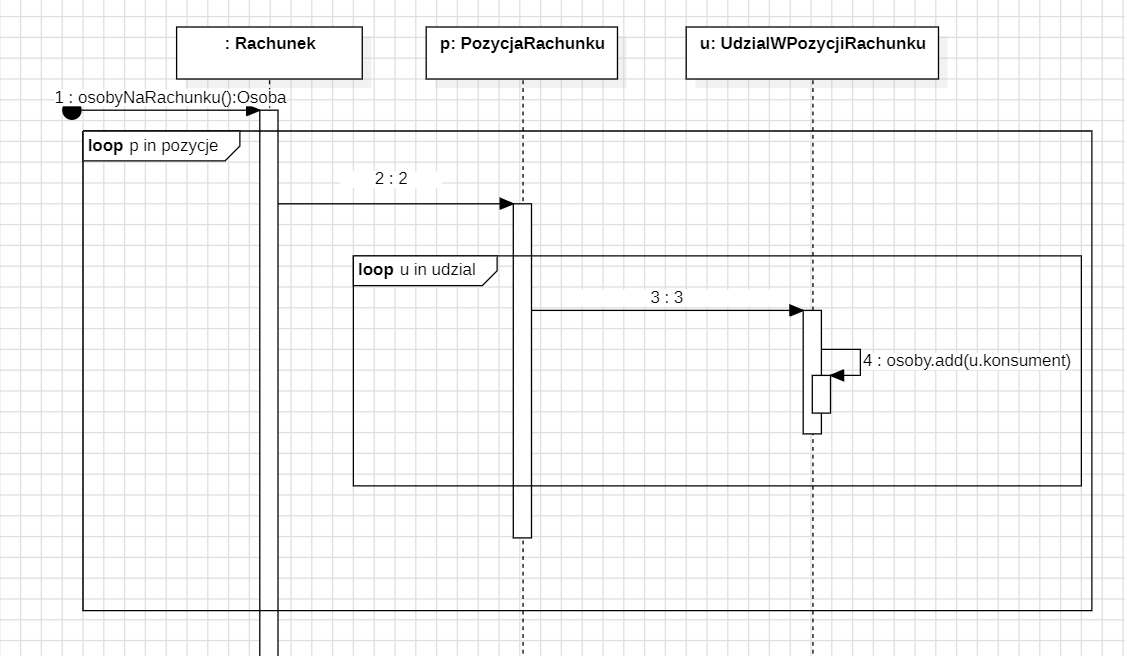 : Rachunek
p: PozycjaRachunku
u: UdzialWPozycjiRachunku
1 : osobyNaRachunku():Osoba
loop p in pozycje
2 : 2
loop u in udzial
3 : 3
4 : osoby.add(u.konsument)